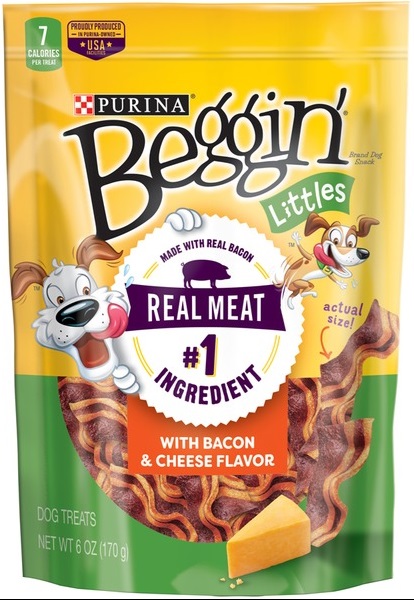 7
CALORIES
PER TREAT
PROUDLY PRODUCED
IN PURINA-OWNED
USA
FACILITIES
PURINA®
Beggin'®
Brand Dog
Snack
Littles
TM
TM
MADE WITH REAL BACON
REAL MEAT
#1
INGREDIENT
actual
size!
WITH BACON
& CHEESE FLAVOR
DOG TREATS
NET WT 6 OZ (170 g)